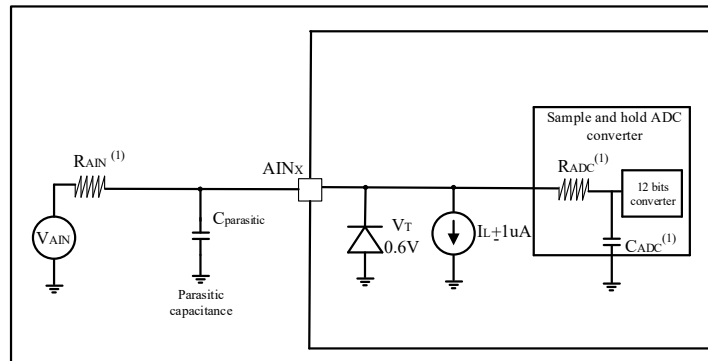 Sample and hold ADC
converter
RAIN (1)
AINX
RADC(1)
12 bits
converter
Cparasitic
VT
0.6V
IL±1uA
VAIN
CADC(1)
Parasitic
capacitance